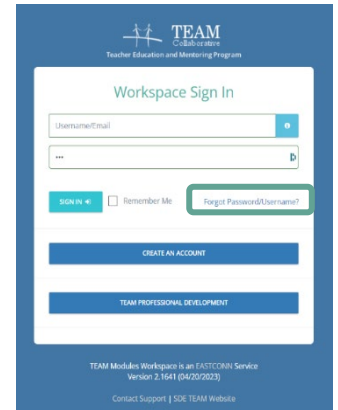 TEAM
Collaborative
Teacher Education and Mentoring Program
Workspace Sign In
Username/Email
...
SIGN IN
Remember Me
Forgot Password/Username?
CREATE AN ACCOUNT
TEAM PROFESSIONAL DEVELOPMENT
TEAM Modules Workspace is an EASTCONN Service
Version 2.1641 (04/20/2023)
Contact Support | SDE TEAM Website